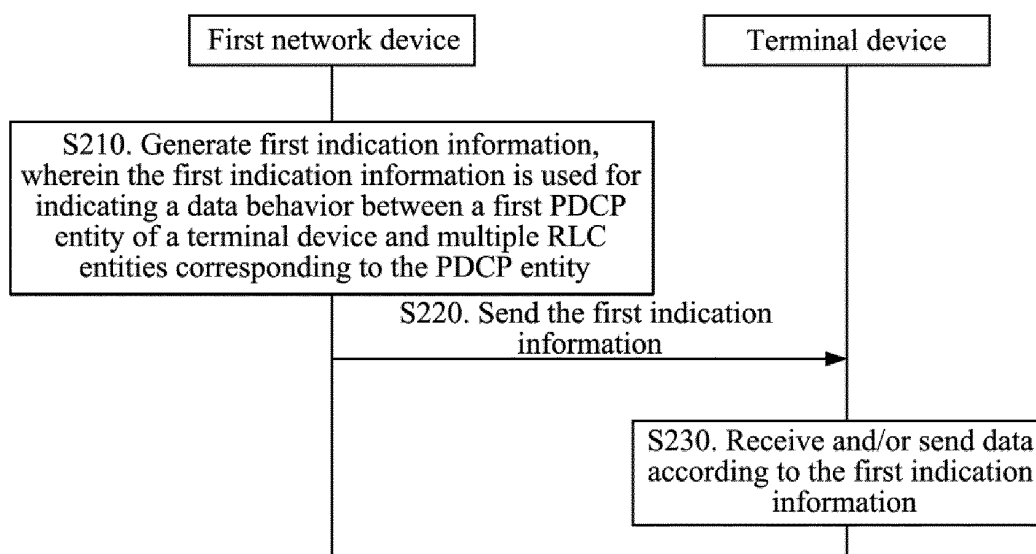 First network device
Terminal device
S210. Generate first indication information,
wherein the first indication information is used for
indicating a data behavior between a first PDCP
entity of a terminal device and multiple RLC
entities corresponding to the PDCP entity
S220. Send the first indication
information
S230. Receive and/or send data
according to the first indication
information